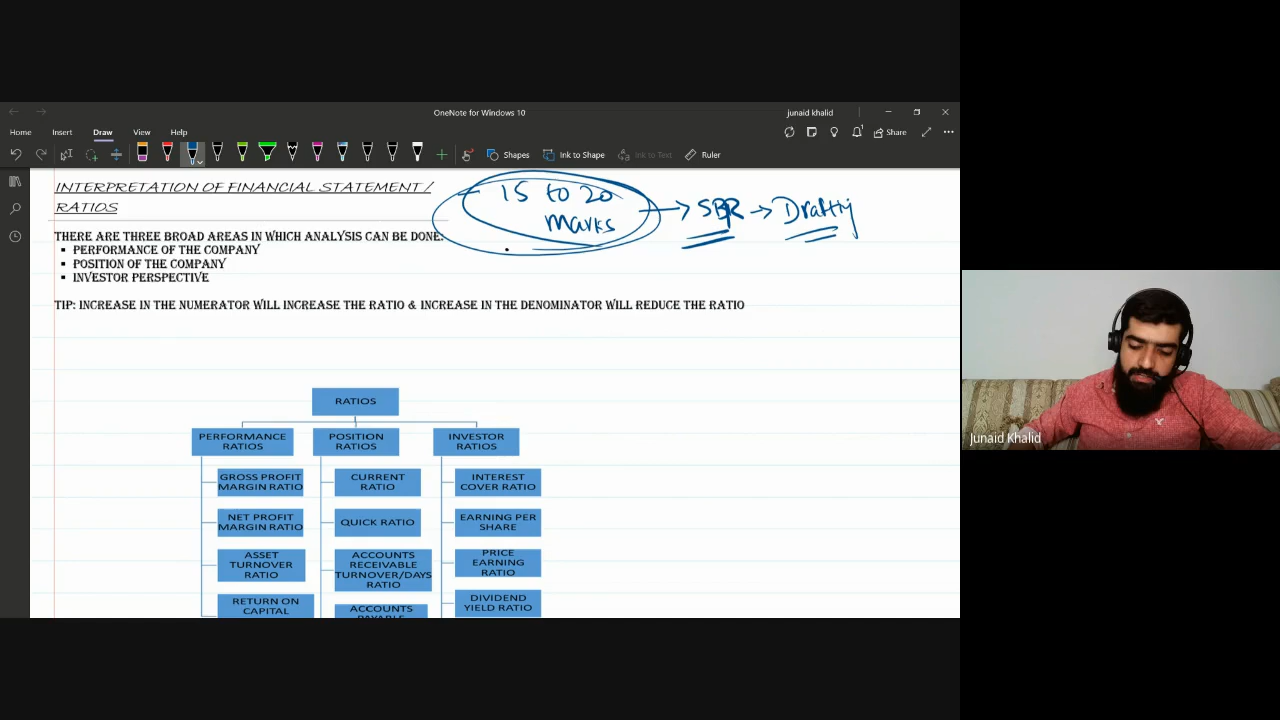 OneNote for Windows 10
junaid khalid
Home Insert Draw View Help
Share
Shapes
Ink to Shape
Ink to Text
Ruler
INTERPRETATION OF FINANCIAL STATEMENT /
RATIOS
15 to 20
Marks
SBR
Drafting
THERE ARE THREE BROAD AREAS IN WHICH ANALYSIS CAN BE DONE:
PERFORMANCE OF THE COMPANY
POSITION OF THE COMPANY
INVESTOR PERSPECTIVE
TIP: INCREASE IN THE NUMERATOR WILL INCREASE THE RATIO & INCREASE IN THE DENOMINATOR WILL REDUCE THE RATIO
RATIOS
PERFORMANCE
RATIOS
GROSS PROFIT
MARGIN RATIO
NET PROFIT
MARGIN RATIO
ASSET
TURNOVER
RATIO
RETURN ON
CAPITAL
POSITION
RATIOS
CURRENT
RATIO
QUICK RATIO
ACCOUNTS
RECEIVABLE
TURNOVER/DAYS
RATIO
ACCOUNTS
PAYABLE
INVESTOR
RATIOS
INTEREST
COVER RATIO
EARNING PER
SHARE
PRICE
EARNING
RATIO
DIVIDEND
YIELD RATIO
Junaid Khalid